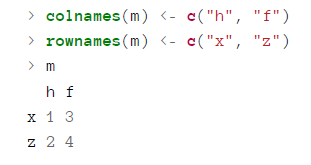 > colnames(m) <- c("h", "f")
> rownames(m) <- c("x", "z")
> m
  h f
x 1 3
z 2 4